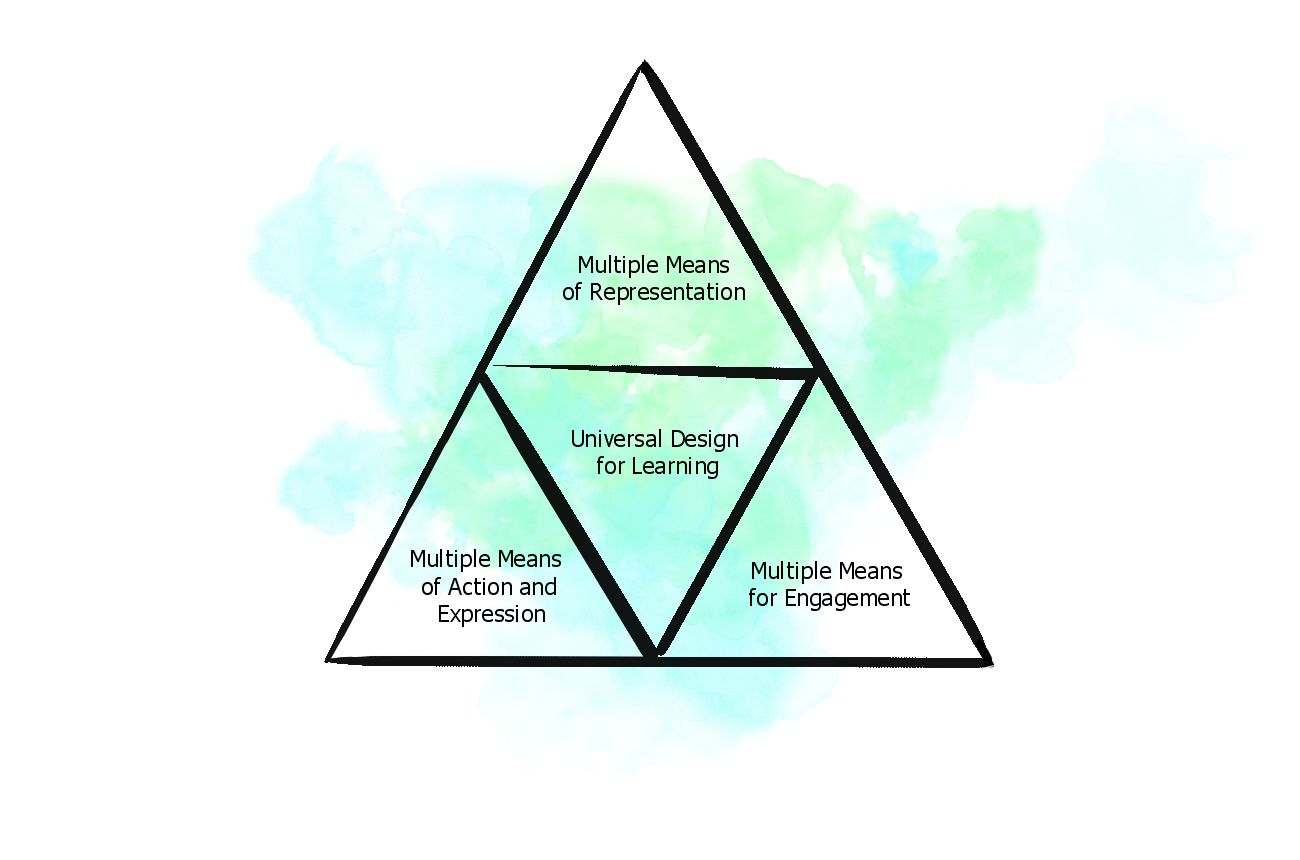 Multiple Means
of Representation
Universal Design
for Learning
Multiple Means
of Action and
Expression
Multiple Means
for Engagement